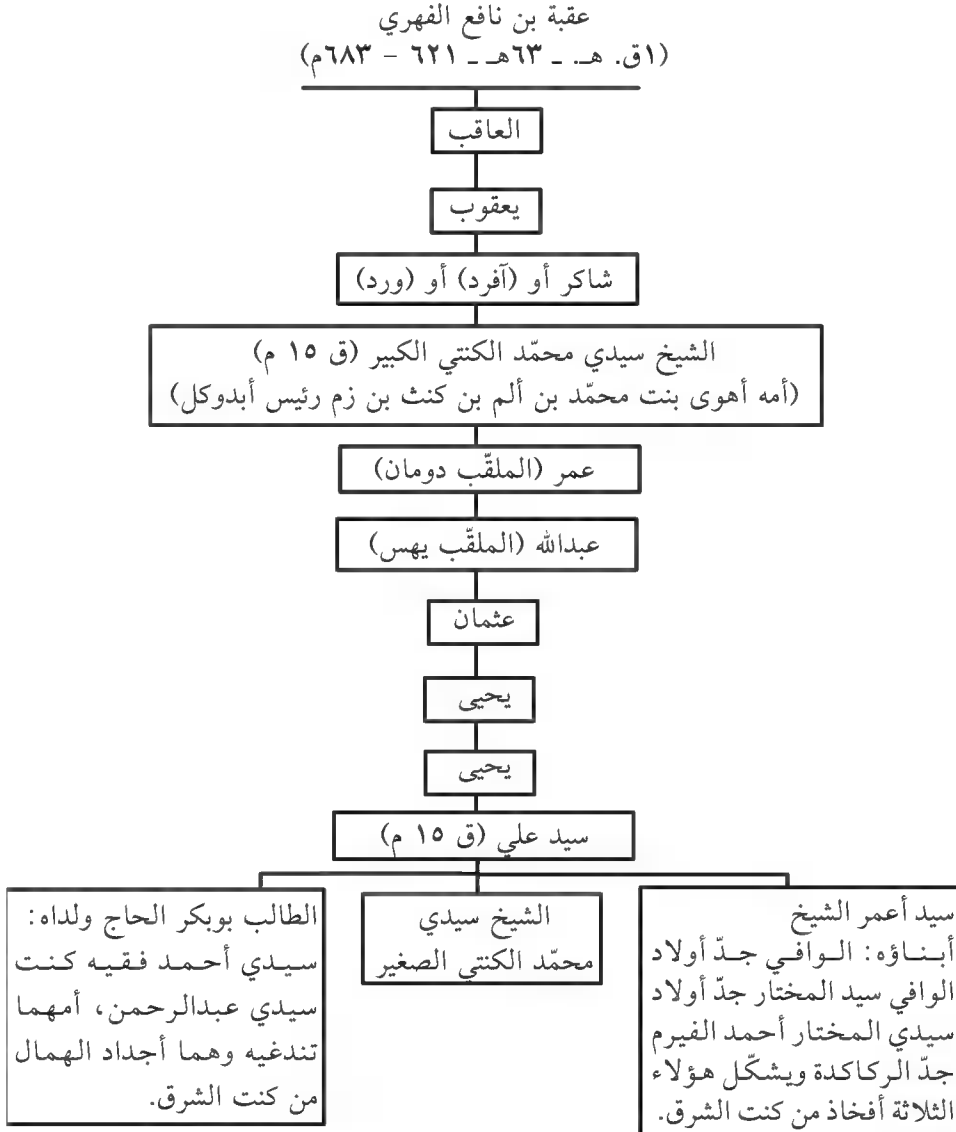 عقبة بن نافع الفهري
(١ق. هـ. ـ ٦٣هـ ـ ٦٢١ - ٦٨٣م)
العاقب
يعقوب
شاكر أو (آفرد) أو (ورد)
الشيخ سيدي محمّد الكنتي الكبير (ق ١٥ م)
(أمه أهوى بنت محمّد بن ألم بن كنث بن زم رئيس أبدوكل)
عمر (الملقّب دومان)
عبدالله (الملقّب يهس)
عثمان
يحيى
يحيى
سيد علي (ق ١٥ م)
سيد أعمر الشيخ
أبناؤه: الوافي جدّ أولاد
الوافي سيد المختار جدّ أولاد
سيدي المختار أحمد الفيرم
جدّ الركاكدة ويشكّل هؤلاء
الثلاثة أفخاذ من كنت الشرق.
الشيخ سيدي
محمّد الكنتي الصغير
الطالب بوبكر الحاج ولداه:
سيدي أحمد فقيه كنت
سيدي عبدالرحمن، أمهما
تندغيه وهما أجداد الهمال
من كنت الشرق.